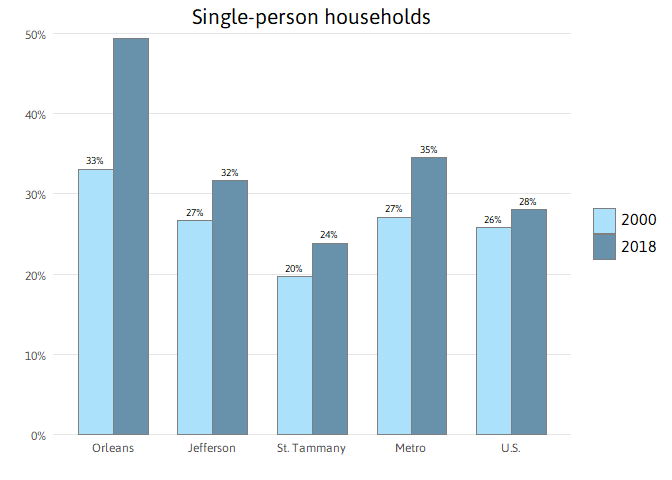 Single-person households
50%
40%
30%
20%
10%
0%
33%
27%
32%
20%
24%
27%
35%
26%
28%
Orleans
Jefferson
St. Tammany
Metro
U.S.
2000
2018